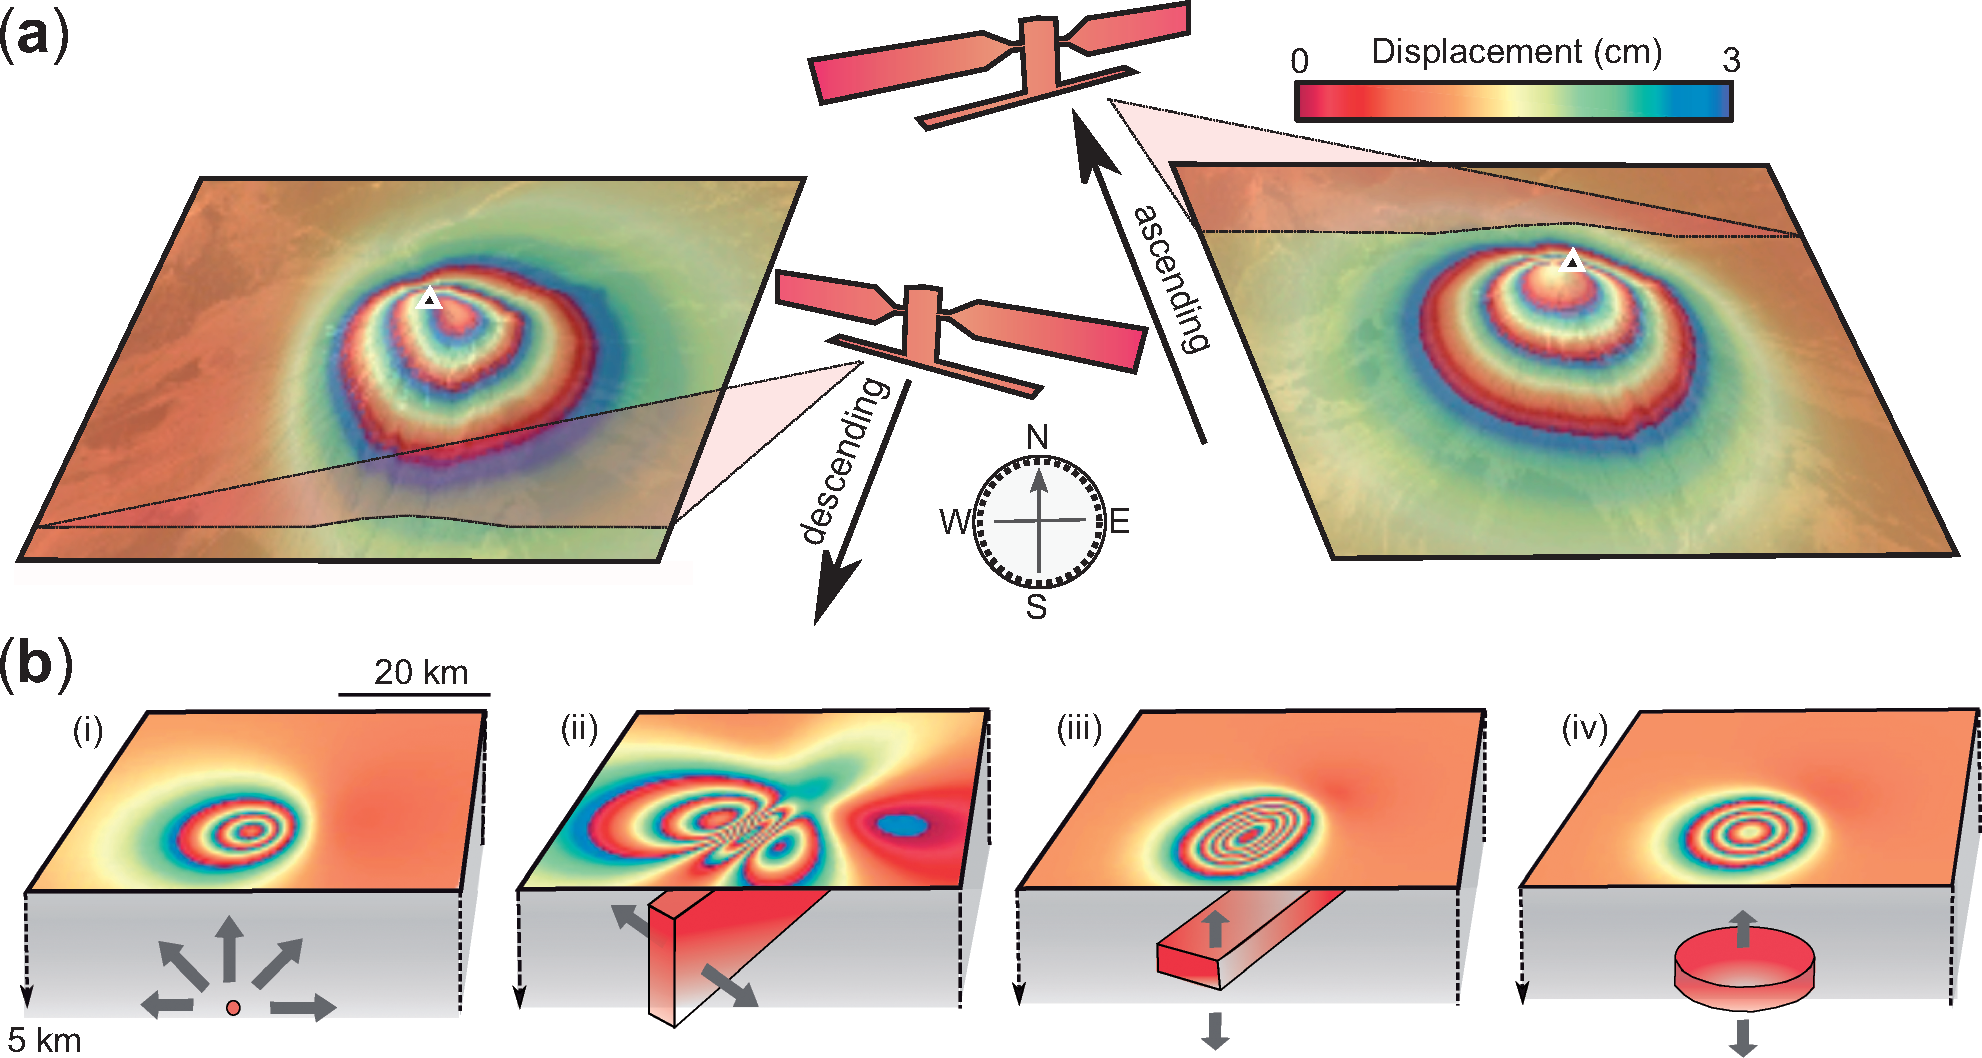 (a)
Displacement (cm)
0 3
ascending
descending
N
W E
S
(b)
20 km
(i) (ii) (iii) (iv)
5 km